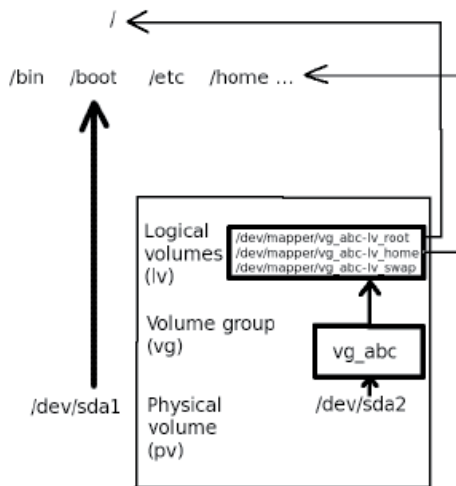 /
/bin /boot /etc /home ...
Logical
volumes
(lv)
/dev/mapper/vg_abc-lv_root
/dev/mapper/vg_abc-lv_home
/dev/mapper/vg_abc-lv_swap
Volume group
(vg)
vg_abc
/dev/sda1
Physical
volume
(pv)
/dev/sda2